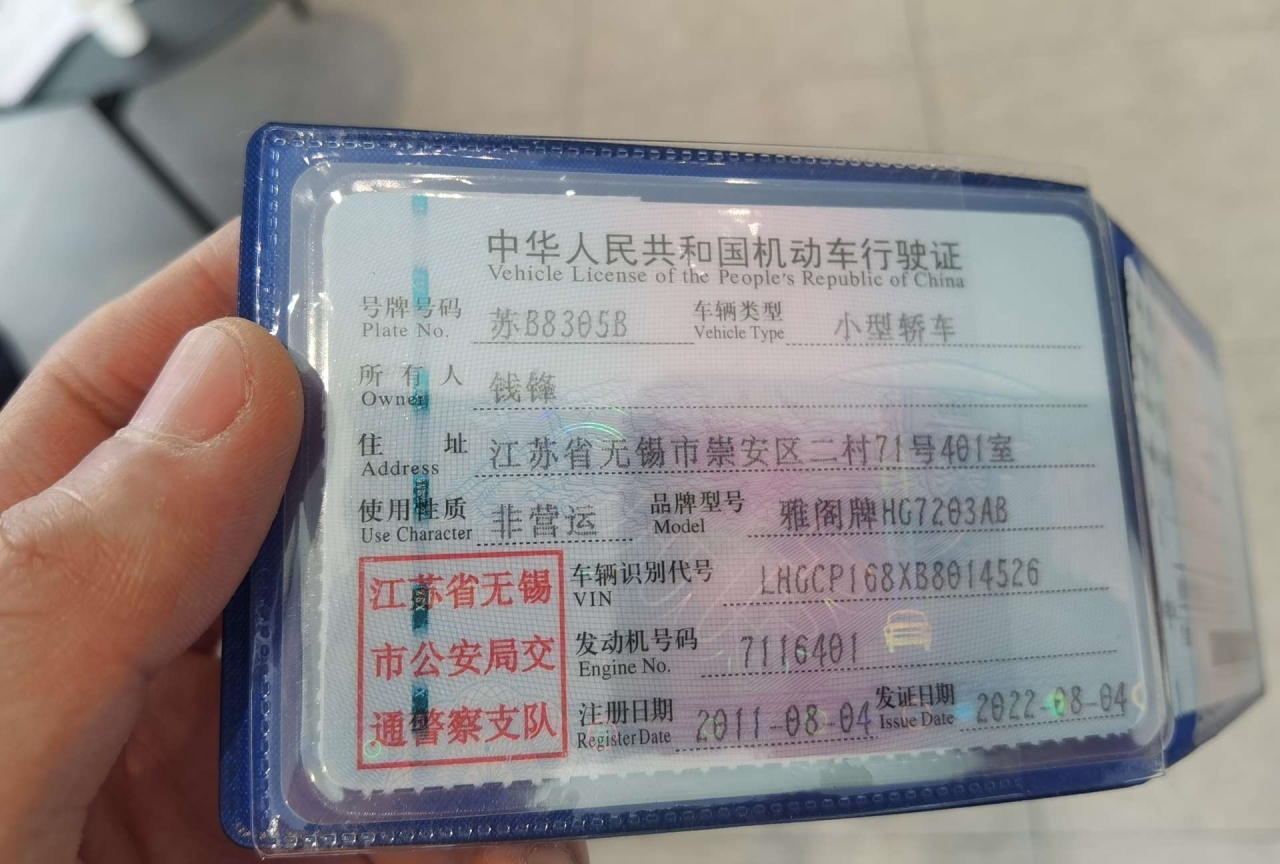 中华人民共和国机动车行驶证
Vehicle License of the People's Republic of China
号牌号码 苏B8305B 车辆类型 小型轿车
Plate No. Vehicle Type
所有人 钱锋
Owner
住址 江苏省无锡市崇安区二村71号401室
Address
使用性质 非营运 品牌型号 雅阁牌HG7203AB
Use Character Model
江苏省无锡
市公安局交
通警察支队
车辆识别代号 LHGCP168XB8014526
VIN
发动机号码 7116401
Engine No.
注册日期 2011-08-04 发证日期 2022-08-04
Register Date Issue Date